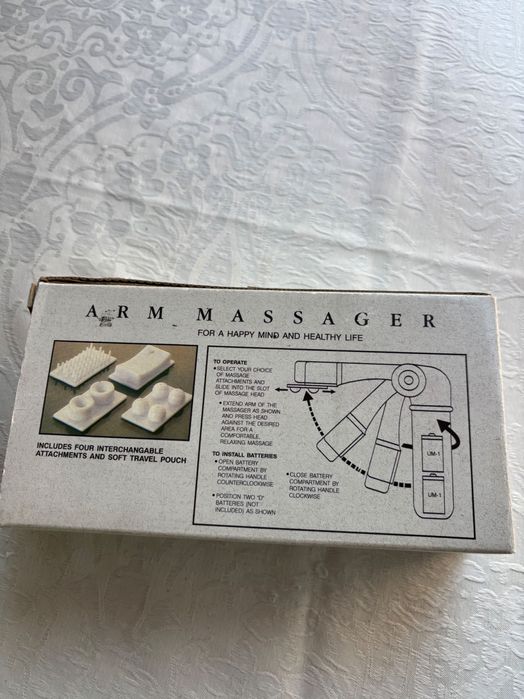 ARM MASSAGER
FOR A HAPPY MIND AND HEALTHY LIFE
INCLUDES FOUR INTERCHANGABLE
ATTACHMENTS AND SOFT TRAVEL POUCH
TO OPERATE
• SELECT YOUR CHOICE
OF MASSAGE
ATTACHMENTS AND
SLIDE INTO THE SLOT
OF MASSAGE HEAD
• EXTEND ARM OF THE
MASSAGER AS SHOWN
AND PRESS HEAD
AGAINST THE DESIRED
AREA FOR A
COMFORTABLE,
RELAXING MASSAGE
TO INSTALL BATTERIES
• OPEN BATTERY
COMPARTMENT BY
ROTATING HANDLE
COUNTERCLOCKWISE
• POSITION TWO "D"
BATTERIES (NOT
INCLUDED) AS SHOWN
• CLOSE BATTERY
COMPARTMENT BY
ROTATING HANDLE
CLOCKWISE
UM-1
UM-1